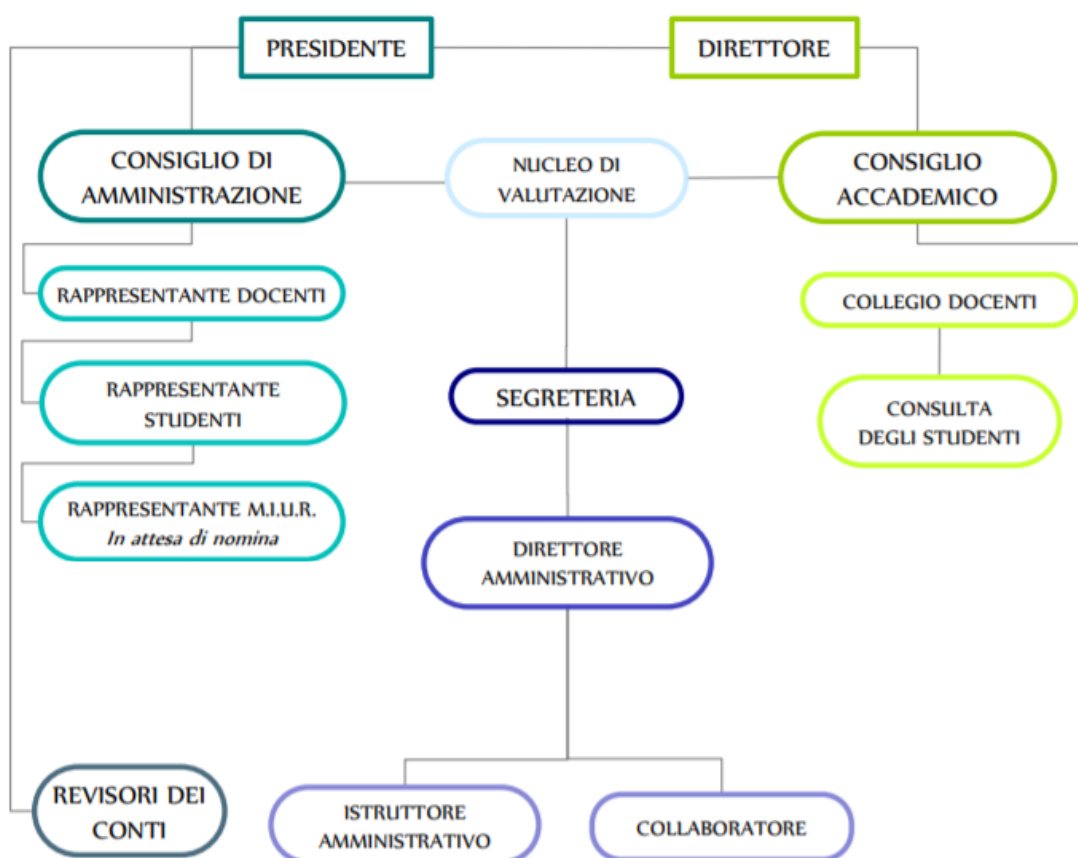 PRESIDENTE
DIRETTORE
CONSIGLIO DI
AMMINISTRAZIONE
NUCLEO DI
VALUTAZIONE
CONSIGLIO
ACCADEMICO
RAPPRESENTANTE DOCENTI
COLLEGIO DOCENTI
RAPPRESENTANTE
STUDENTI
SEGRETERIA
CONSULTA
DEGLI STUDENTI
RAPPRESENTANTE M.I.U.R.
In attesa di nomina
DIRETTORE
AMMINISTRATIVO
REVISORI DEI
CONTI
ISTRUTTORE
AMMINISTRATIVO
COLLABORATORE